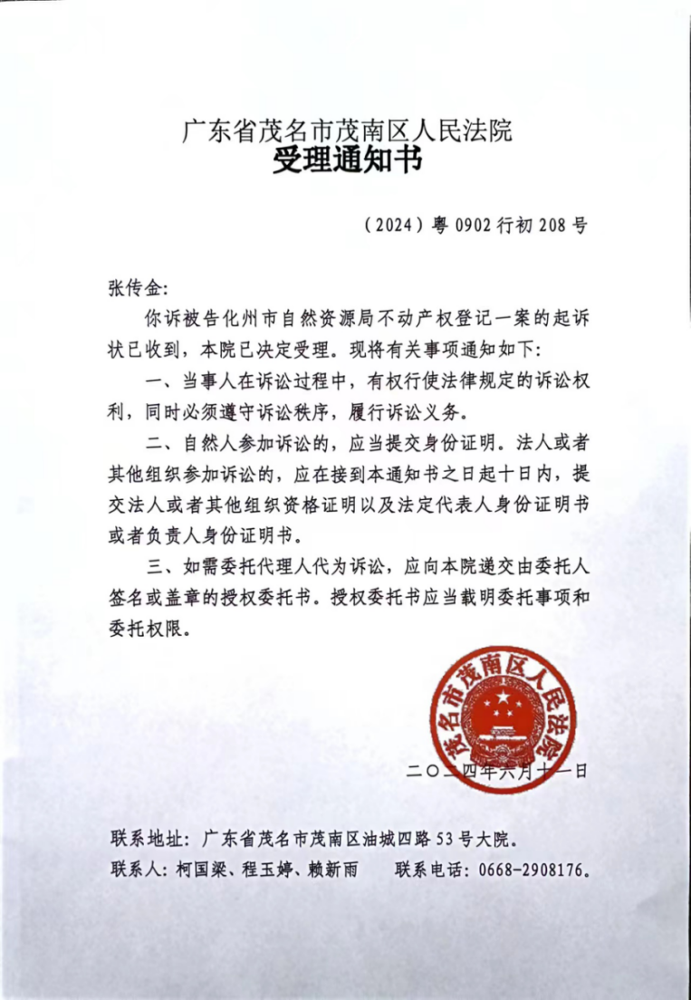 广东省茂名市茂南区人民法院
受理通知书
（2024）粤 0902 行初 208 号
张传金：
你诉被告化州市自然资源局不动产权登记一案的起诉
状已收到，本院已决定受理。现将有关事项通知如下：
一、当事人在诉讼过程中，有权行使法律规定的诉讼权
利，同时必须遵守诉讼秩序，履行诉讼义务。
二、自然人参加诉讼的，应当提交身份证明。法人或者
其他组织参加诉讼的，应在接到本通知书之日起十日内，提
交法人或者其他组织资格证明以及法定代表人身份证明书
或者负责人身份证明书。
三、如需委托代理人代为诉讼，应向本院递交由委托人
签名或盖章的授权委托书。授权委托书应当载明委托事项和
委托权限。
茂名市茂南区人民法院
二〇二四年六月十一日
联系地址：广东省茂名市茂南区油城四路 53 号大院。
联系人：柯国梁、程玉婷、赖新雨 联系电话：0668-2908176。